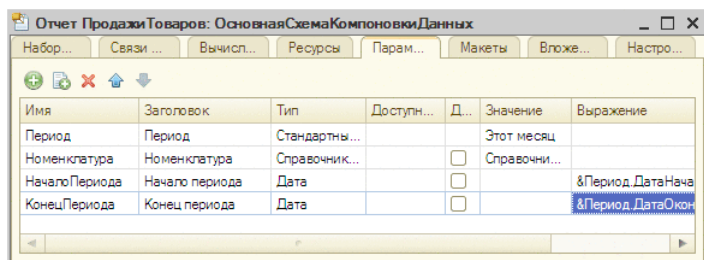 Отчет ПродажиТоваров: ОсновнаяСхемаКомпоновкиДанных
Набор... Связи ... Вычисл... Ресурсы Парам... Макеты Вложе... Настро...
Имя Заголовок Тип Доступн... Д... Значение Выражение
Период Период Стандартны... Этот месяц
Номенклатура Номенклатура Справочник... Справочни...
НачалоПериода Начало периода Дата &Период.ДатаНача
КонецПериода Конец периода Дата &Период.ДатаОкон